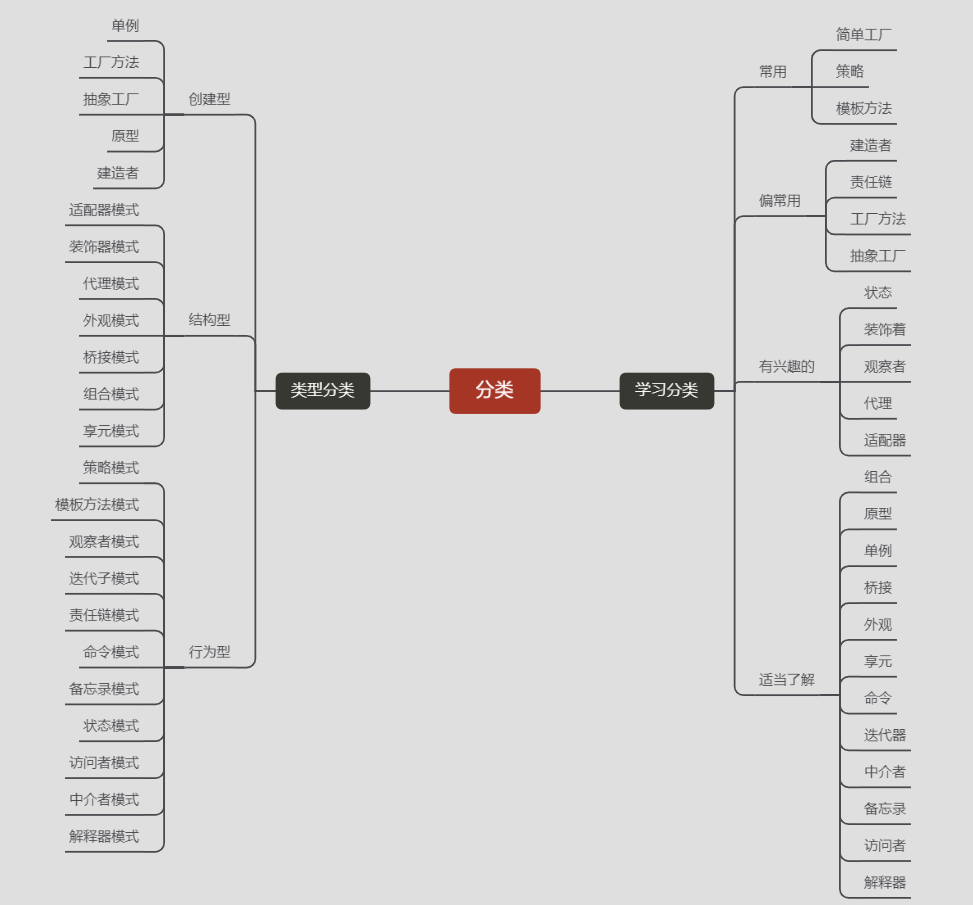 分类
类型分类
创建型
单例
工厂方法
抽象工厂
原型
建造者
结构型
适配器模式
装饰器模式
代理模式
外观模式
桥接模式
组合模式
享元模式
行为型
策略模式
模板方法模式
观察者模式
迭代子模式
责任链模式
命令模式
备忘录模式
状态模式
访问者模式
中介者模式
解释器模式
学习分类
常用
简单工厂
策略
模板方法
偏常用
建造者
责任链
工厂方法
抽象工厂
有兴趣的
状态
装饰着
观察者
代理
适配器
适当了解
组合
原型
单例
桥接
外观
享元
命令
迭代器
中介者
备忘录
访问者
解释器